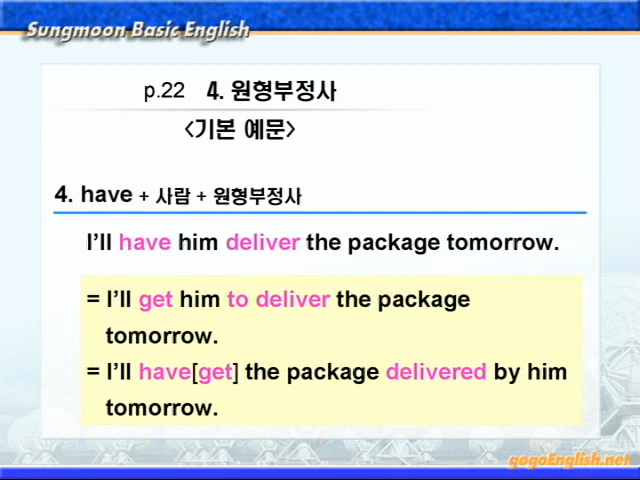 Sungmoon Basic English
p.22 4. 원형부정사
<기본 예문>
4. have + 사람 + 원형부정사
I'll have him deliver the package tomorrow.
= I'll get him to deliver the package
tomorrow.
= I'll have[get] the package delivered by him
tomorrow.
gogoEnglish.net